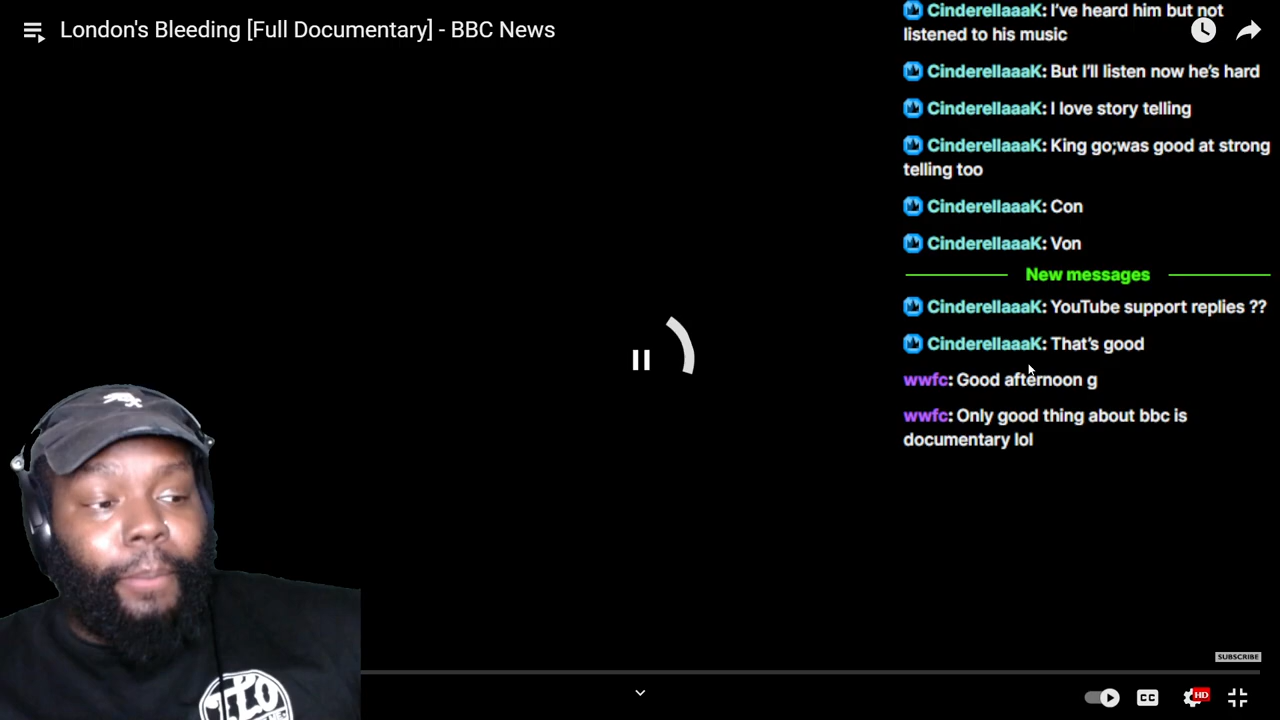 London's Bleeding [Full Documentary] - BBC News
CinderellaaaK: I've heard him but not
listened to his music
CinderellaaaK: But I'll listen now he's hard
CinderellaaaK: I love story telling
CinderellaaaK: King go;was good at strong
telling too
CinderellaaaK: Con
CinderellaaaK: Von
New messages
CinderellaaaK: YouTube support replies ??
CinderellaaaK: That's good
wwfc: Good afternoon g
wwfc: Only good thing about bbc is
documentary lol
SUBSCRIBE
CC
HD